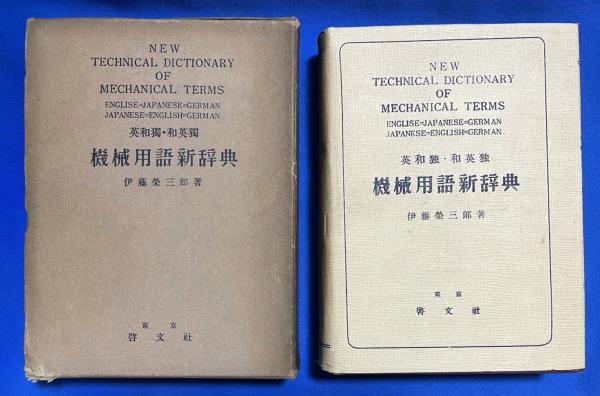 NEW
TECHNICAL DICTIONARY
OF
MECHANICAL TERMS
ENGLISE=JAPANESE=GERMAN
JAPANESE=ENGLISH=GERMAN
英和獨・和英獨
機械用語新辞典
伊藤榮三郎著
東京
啓文社
NEW
TECHNICAL DICTIONARY
OF
MECHANICAL TERMS
ENGLISE=JAPANESE=GERMAN
JAPANESE=ENGLISH=GERMAN
英和独・和英独
機械用語新辞典
伊藤榮三郎著
東京
啓文社